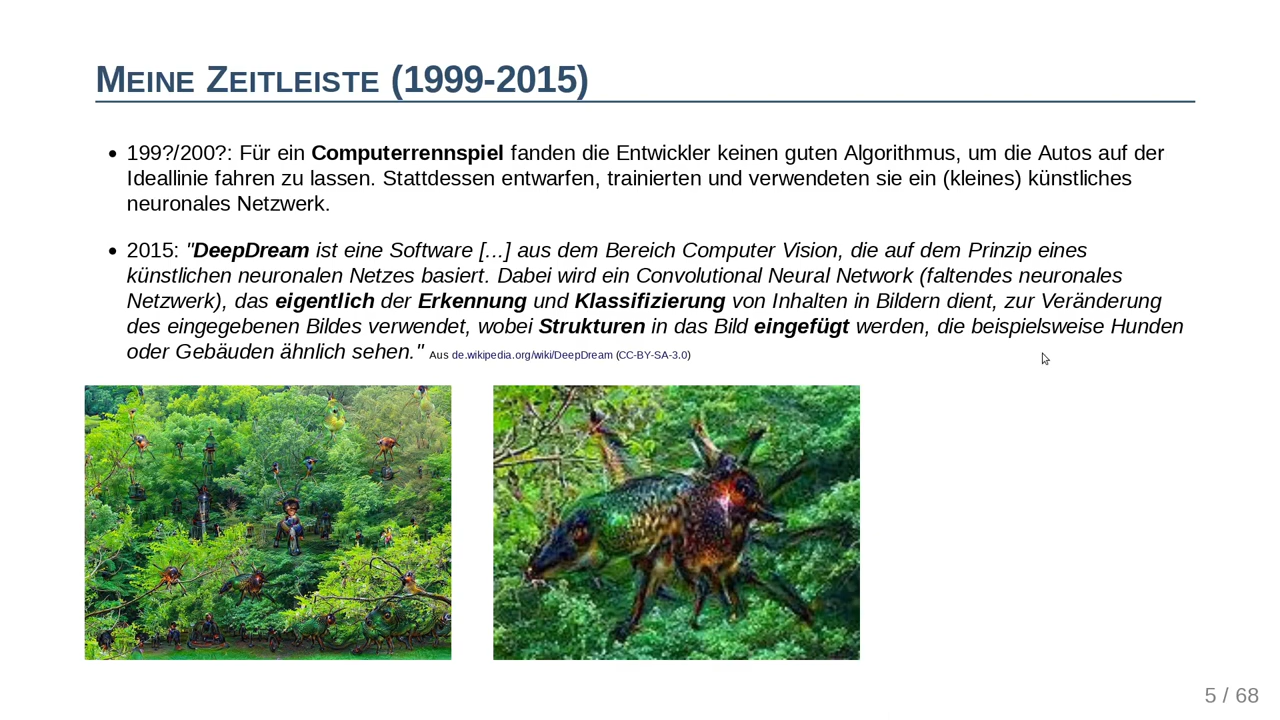 MEINE ZEITLEISTE (1999-2015)
199?/200?: Für ein Computerrennspiel fanden die Entwickler keinen guten Algorithmus, um die Autos auf der
Ideallinie fahren zu lassen. Stattdessen entwarfen, trainierten und verwendeten sie ein (kleines) künstliches
neuronales Netzwerk.
2015: "DeepDream ist eine Software [...] aus dem Bereich Computer Vision, die auf dem Prinzip eines
künstlichen neuronalen Netzes basiert. Dabei wird ein Convolutional Neural Network (faltendes neuronales
Netzwerk), das eigentlich der Erkennung und Klassifizierung von Inhalten in Bildern dient, zur Veränderung
des eingegebenen Bildes verwendet, wobei Strukturen in das Bild eingefügt werden, die beispielsweise Hunden
oder Gebäuden ähnlich sehen." Aus de.wikipedia.org/wiki/DeepDream (CC-BY-SA-3.0)
5 / 68